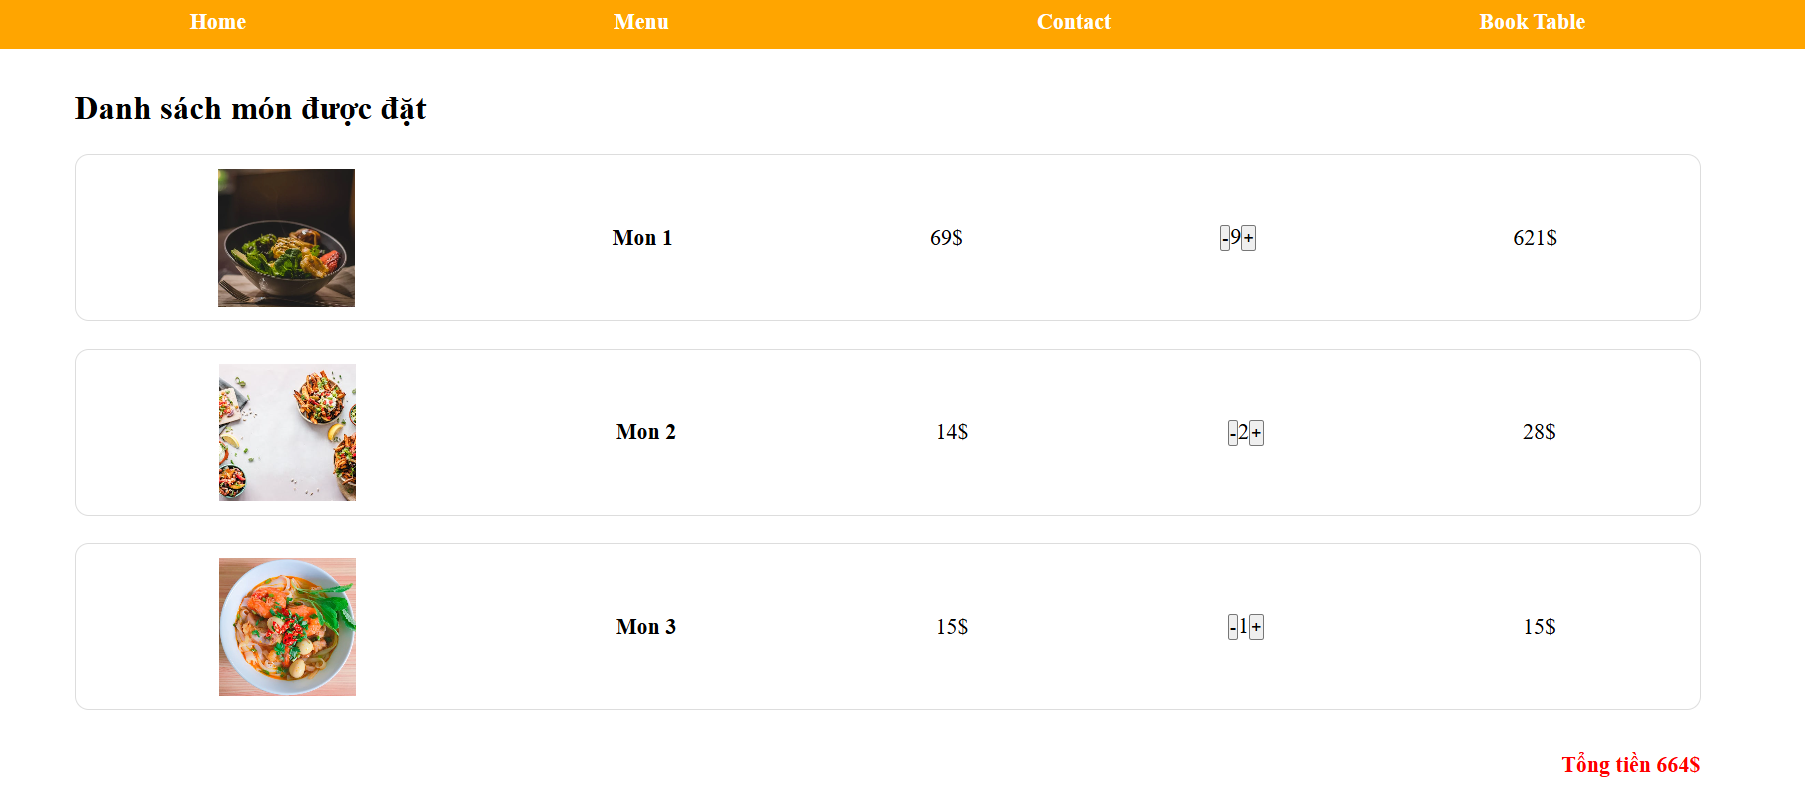 Home Menu Contact Book Table
Danh sách món được đặt
Mon 1 69$ -9+ 621$
Mon 2 14$ -2+ 28$
Mon 3 15$ -1+ 15$
Tổng tiền 664$